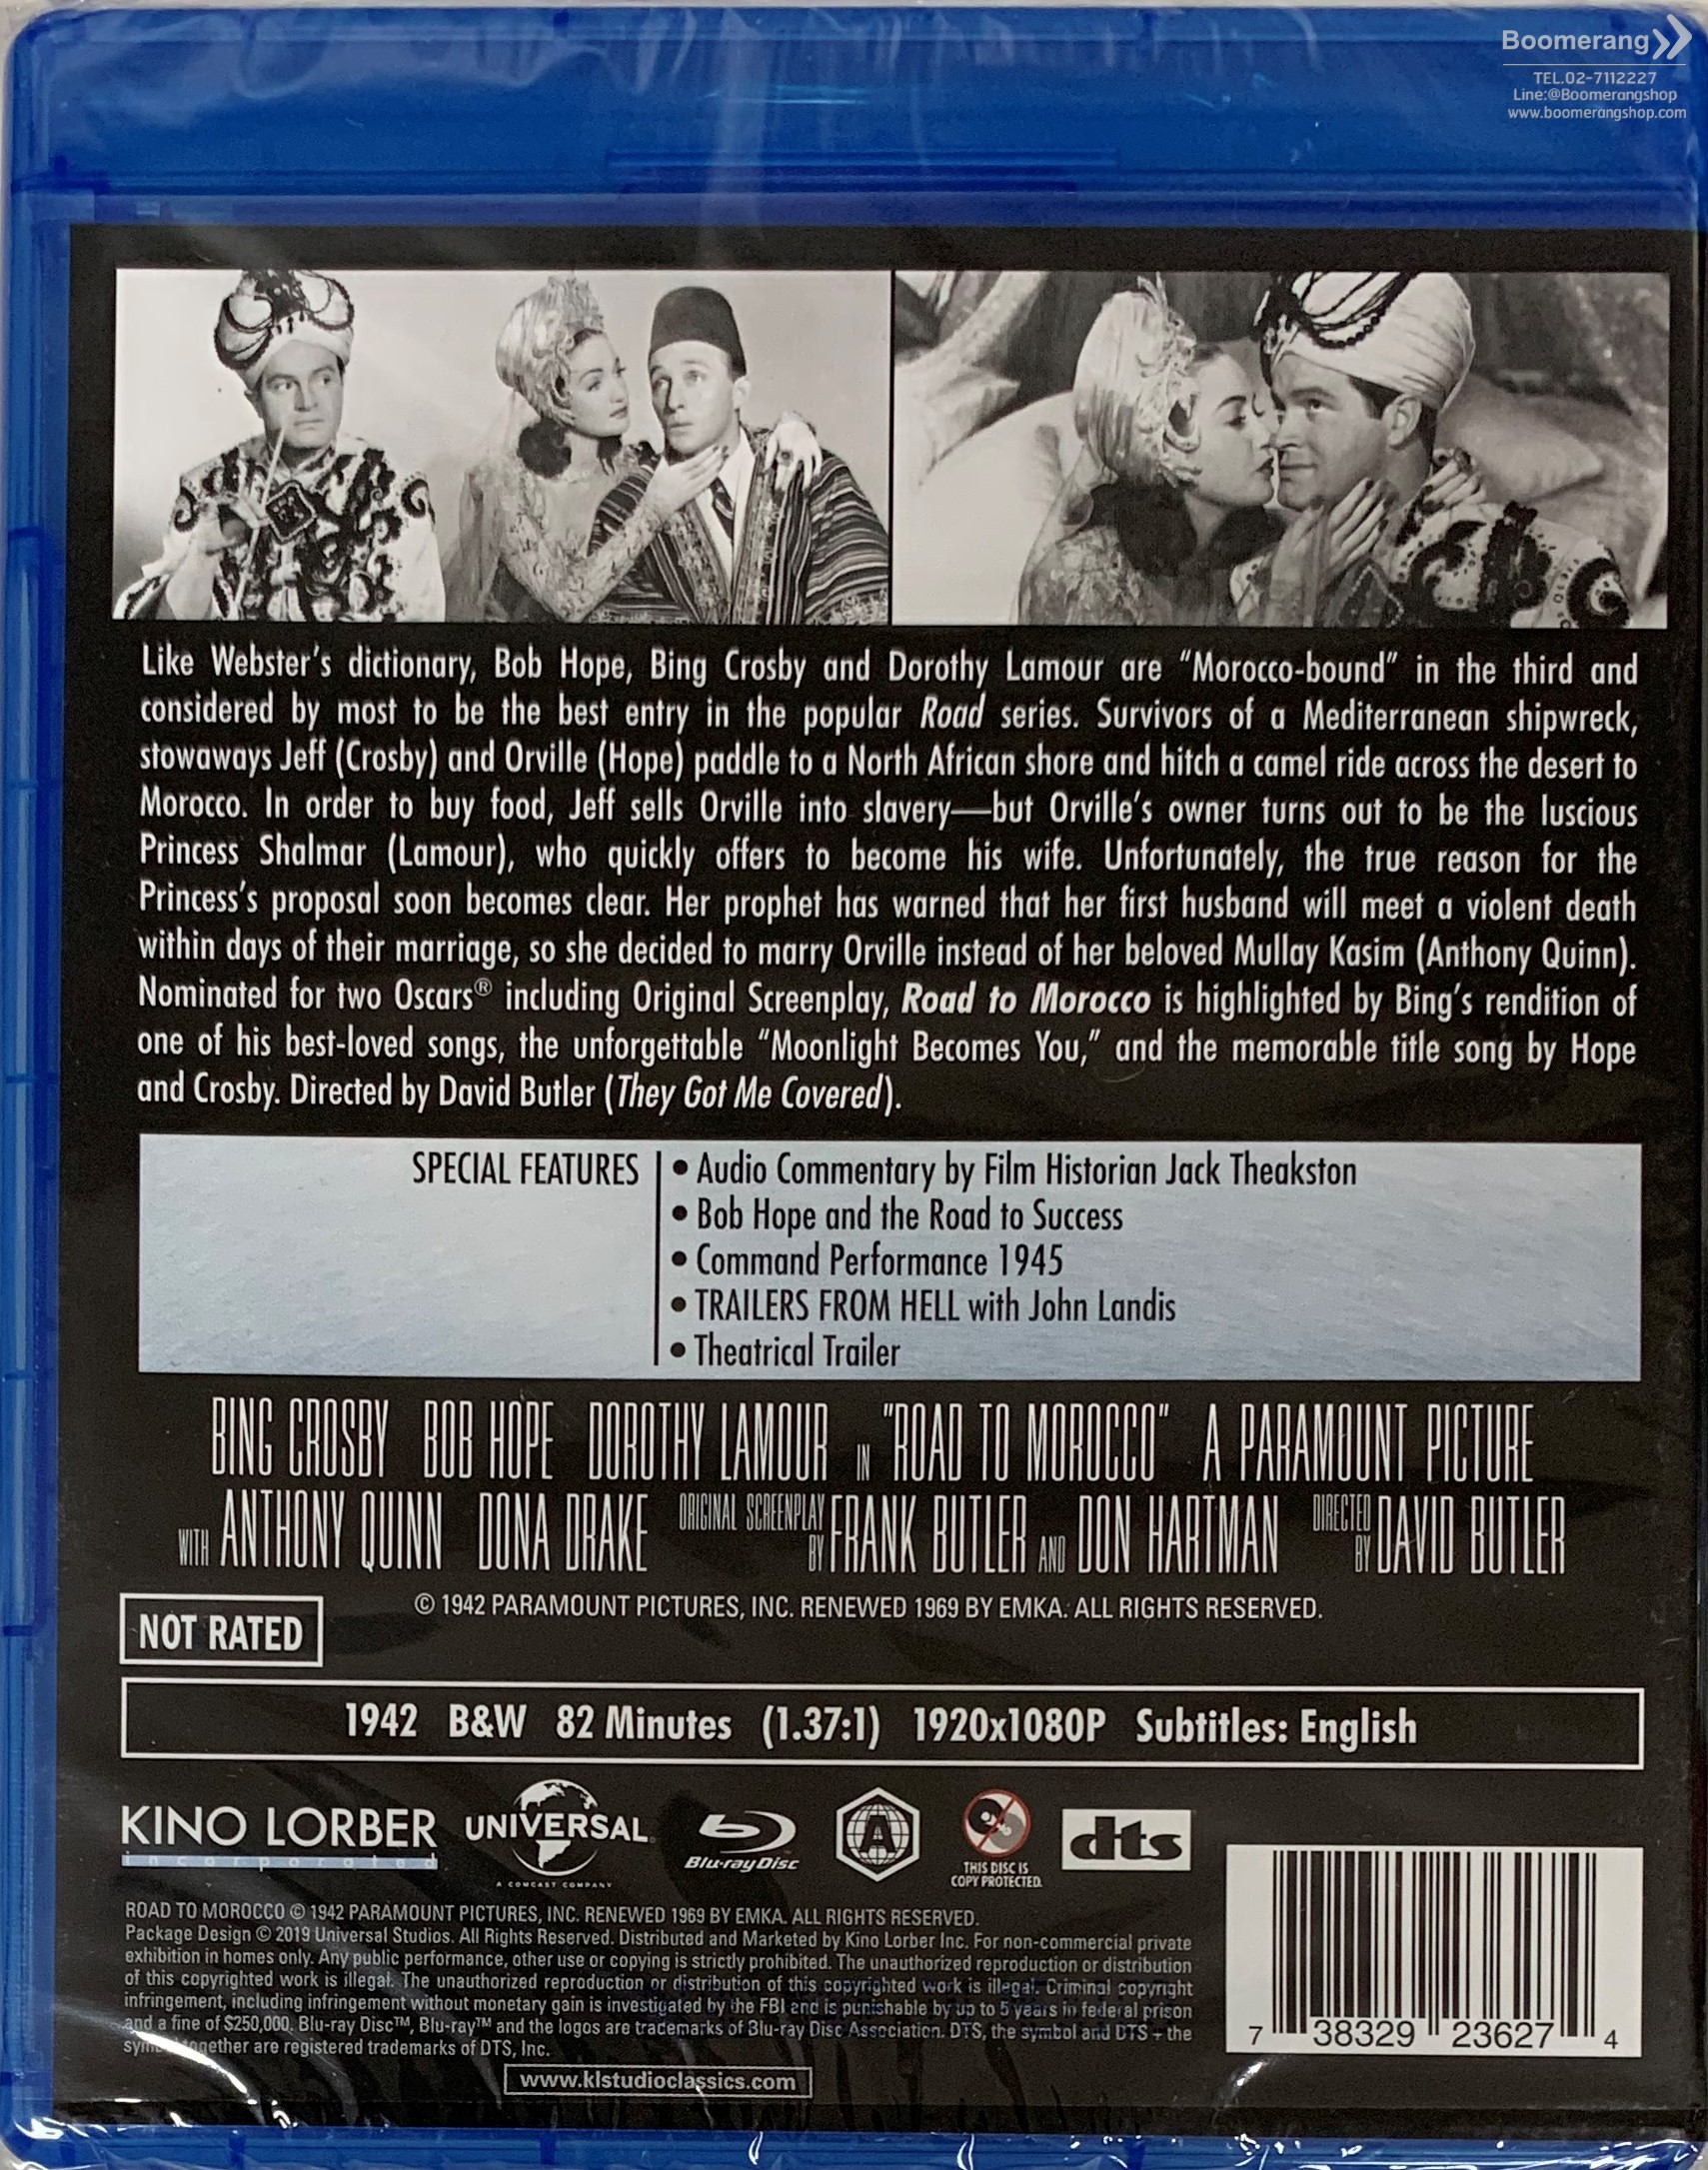 Boomerang
TEL.02-7112227
Line:@Boomerangshop
www.boomerangshop.com
Like Webster's dictionary, Bob Hope, Bing Crosby and Dorothy Lamour are "Morocco-bound" in the third and
considered by most to be the best entry in the popular Road series. Survivors of a Mediterranean shipwreck,
stowaways Jeff (Crosby) and Orville (Hope) paddle to a North African shore and hitch a camel ride across the desert to
Morocco. In order to buy food, Jeff sells Orville into slavery—but Orville's owner turns out to be the luscious
Princess Shalmar (Lamour), who quickly offers to become his wife. Unfortunately, the true reason for the
Princess's proposal soon becomes clear. Her prophet has warned that her first husband will meet a violent death
within days of their marriage, so she decided to marry Orville instead of her beloved Mullay Kasim (Anthony Quinn).
Nominated for two Oscars® including Original Screenplay, Road to Morocco is highlighted by Bing's rendition of
one of his best-loved songs, the unforgettable "Moonlight Becomes You," and the memorable title song by Hope
and Crosby. Directed by David Butler (They Got Me Covered).
SPECIAL FEATURES
• Audio Commentary by Film Historian Jack Theakston
• Bob Hope and the Road to Success
• Command Performance 1945
• TRAILERS FROM HELL with John Landis
• Theatrical Trailer
BING CROSBY BOB HOPE DOROTHY LAMOUR IN "ROAD TO MOROCCO" A PARAMOUNT PICTURE
WITH ANTHONY QUINN DONA DRAKE ORIGINAL SCREENPLAY BY FRANK BUTLER AND DON HARTMAN DIRECTED BY DAVID BUTLER
© 1942 PARAMOUNT PICTURES, INC. RENEWED 1969 BY EMKA. ALL RIGHTS RESERVED.
NOT RATED
1942 B&W 82 Minutes (1.37:1) 1920x1080P Subtitles: English
KINO LORBER
incorporated
UNIVERSAL
A COMCAST COMPANY
Blu-ray Disc
A
THIS DISC IS
COPY PROTECTED.
dts
ROAD TO MOROCCO © 1942 PARAMOUNT PICTURES, INC. RENEWED 1969 BY EMKA. ALL RIGHTS RESERVED.
Package Design © 2019 Universal Studios. All Rights Reserved. Distributed and Marketed by Kino Lorber Inc. For non-commercial private
exhibition in homes only. Any public performance, other use or copying is strictly prohibited. The unauthorized reproduction or distribution
of this copyrighted work is illegal. The unauthorized reproduction or distribution of this copyrighted work is illegal. Criminal copyright
infringement, including infringement without monetary gain is investigated by the FBI and is punishable by up to 5 years in federal prison
and a fine of $250,000. Blu-ray Disc™, Blu-ray™ and the logos are trademarks of Blu-ray Disc Association. DTS, the symbol and DTS + the
together are registered trademarks of DTS, Inc.
www.klstudioclassics.com
7 38329 23627 4